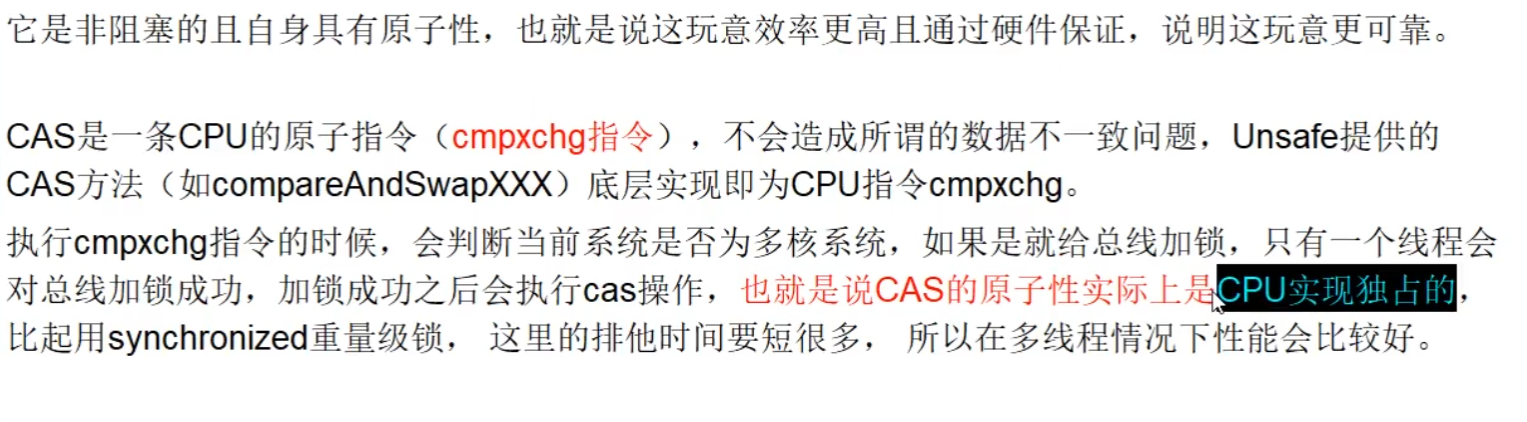 它是非阻塞的且自身具有原子性，也就是说这玩意效率更高且通过硬件保证，说明这玩意更可靠。
CAS是一条CPU的原子指令（cmpxchg指令），不会造成所谓的数据不一致问题，Unsafe提供的
CAS方法（如compareAndSwapXXX）底层实现即为CPU指令cmpxchg。
执行cmpxchg指令的时候，会判断当前系统是否为多核系统，如果是就给总线加锁，只有一个线程会
对总线加锁成功，加锁成功之后会执行cas操作，也就是说CAS的原子性实际上是CPU实现独占的，
比起用synchronized重量级锁， 这里的排他时间要短很多， 所以在多线程情况下性能会比较好。